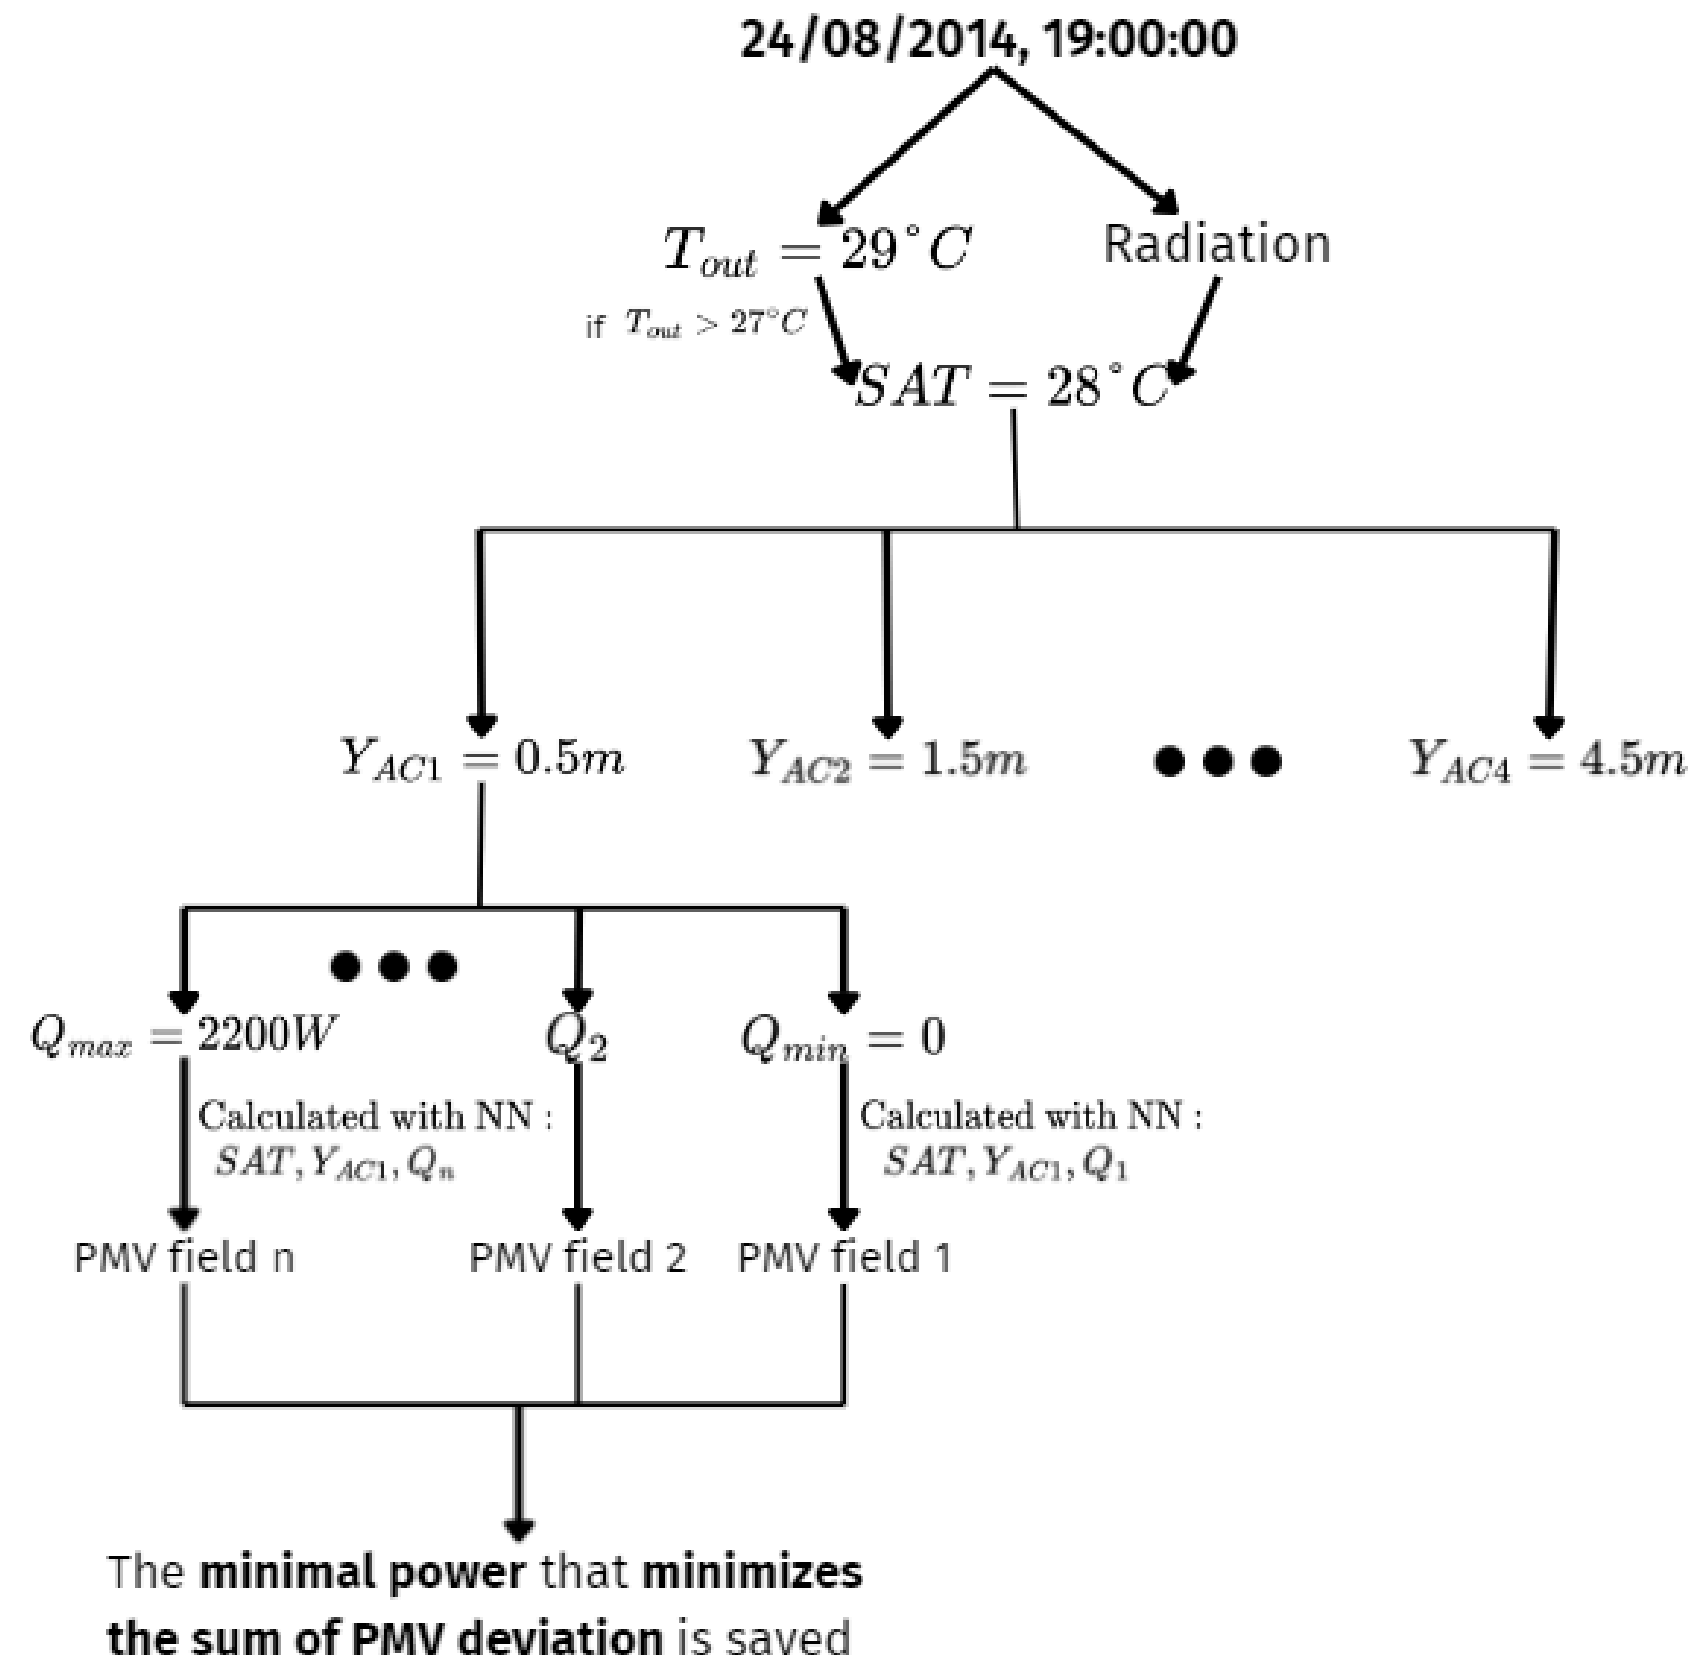 24/08/2014, 19:00:00
T_out = 29°C
Radiation
if T_out > 27°C
SAT = 28°C
Y_AC1 = 0.5m
Y_AC2 = 1.5m
Y_AC4 = 4.5m
Q_max = 2200W
Q_2
Q_min = 0
Calculated with NN :
SAT, Y_AC1, Q_n
Calculated with NN :
SAT, Y_AC1, Q_1
PMV field n
PMV field 2
PMV field 1
The minimal power that minimizes
the sum of PMV deviation is saved